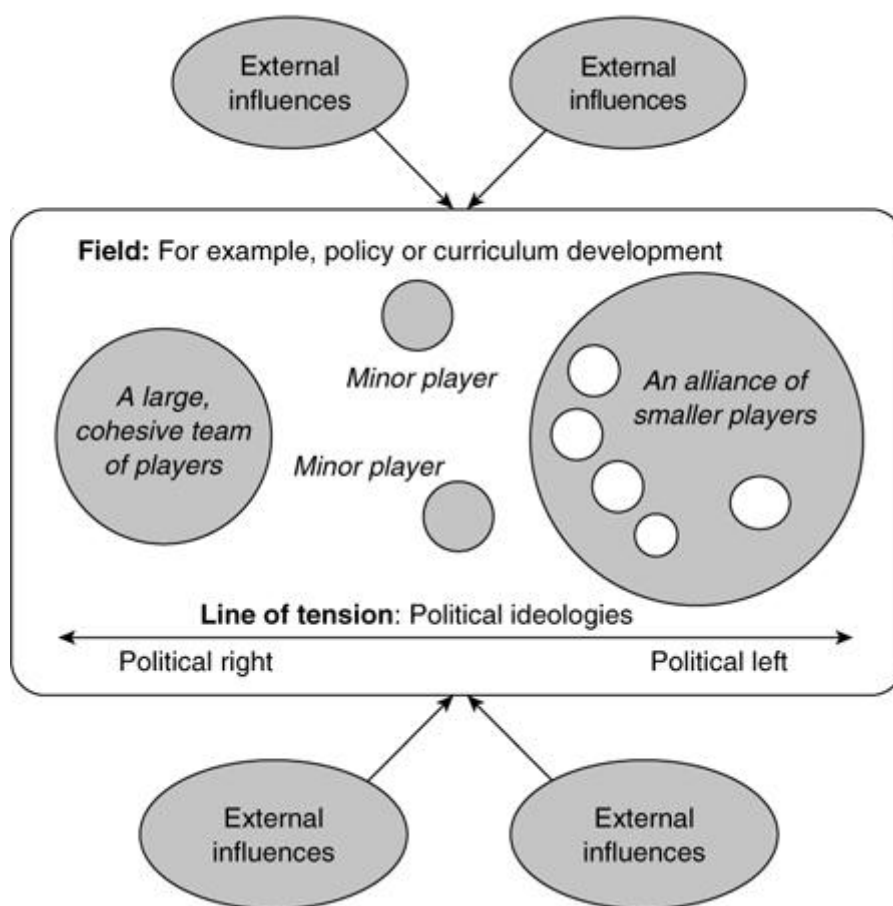 External
influences
External
influences
Field: For example, policy or curriculum development
Minor player
A large,
cohesive team
of players
An alliance of
smaller players
Minor player
Line of tension: Political ideologies
Political right
Political left
External
influences
External
influences